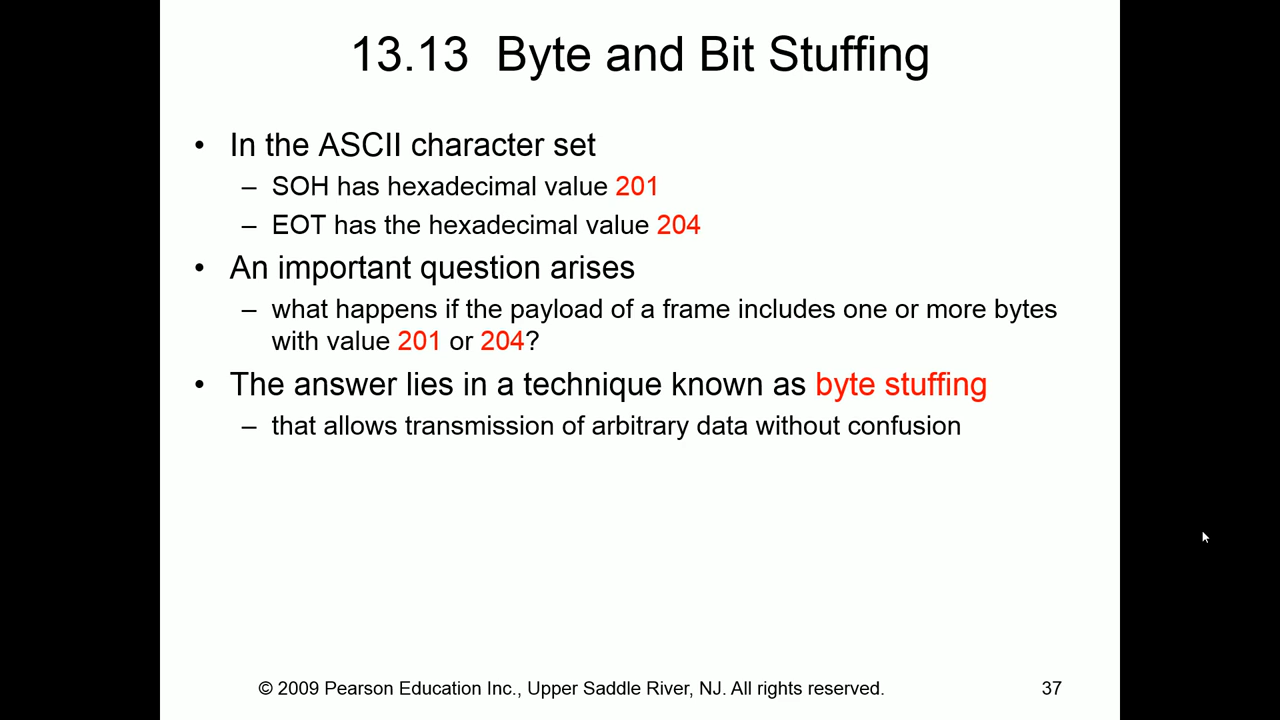 13.13 Byte and Bit Stuffing
• In the ASCII character set
– SOH has hexadecimal value 201
– EOT has the hexadecimal value 204
• An important question arises
– what happens if the payload of a frame includes one or more bytes
with value 201 or 204?
• The answer lies in a technique known as byte stuffing
– that allows transmission of arbitrary data without confusion
© 2009 Pearson Education Inc., Upper Saddle River, NJ. All rights reserved.
37